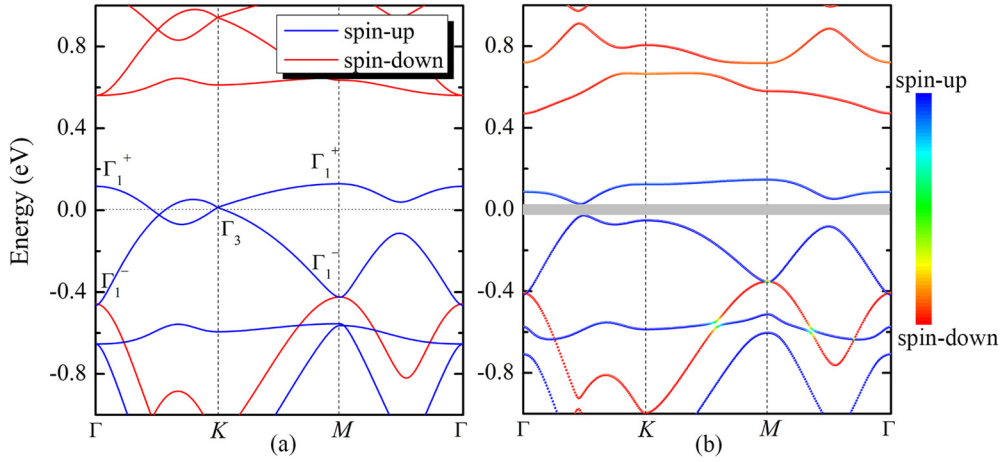 spin-up
spin-down
Energy (eV)
0.8
0.4
0.0
-0.4
-0.8
Γ₁⁺
Γ₁⁻
Γ₃
Γ₁⁺
Γ₁⁻
Γ
K
M
Γ
(a)
0.8
0.4
0.0
-0.4
-0.8
Γ
K
M
Γ
(b)
spin-up
spin-down